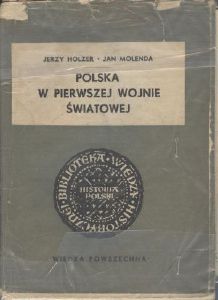 JERZY HOLZER • JAN MOLENDA
POLSKA
W PIERWSZEJ WOJNIE
ŚWIATOWEJ
BIBLIOTEKA WIEDZY HISTORYCZNEJ
HISTORIA
POLSKI
WIEDZA POWSZECHNA